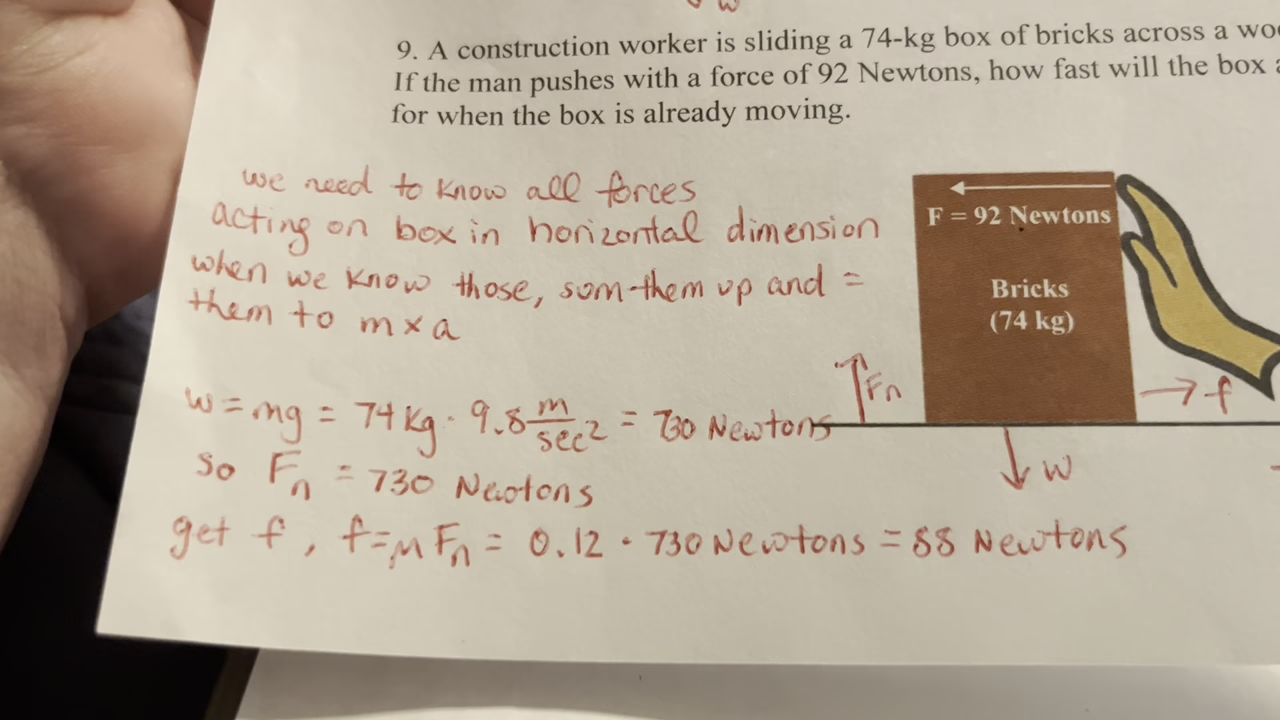 w
9. A construction worker is sliding a 74-kg box of bricks across a
If the man pushes with a force of 92 Newtons, how fast will the box
for when the box is already moving.
we need to know all forces
acting on box in horizontal dimension
when we know those, sum them up and =
them to m x a
F = 92 Newtons
Bricks
(74 kg)
Fn
f
w
w = mg = 74 kg · 9.8 m/sec² = 730 Newtons
so Fn = 730 Newtons
get f, f = μ Fn = 0.12 · 730 Newtons = 88 Newtons